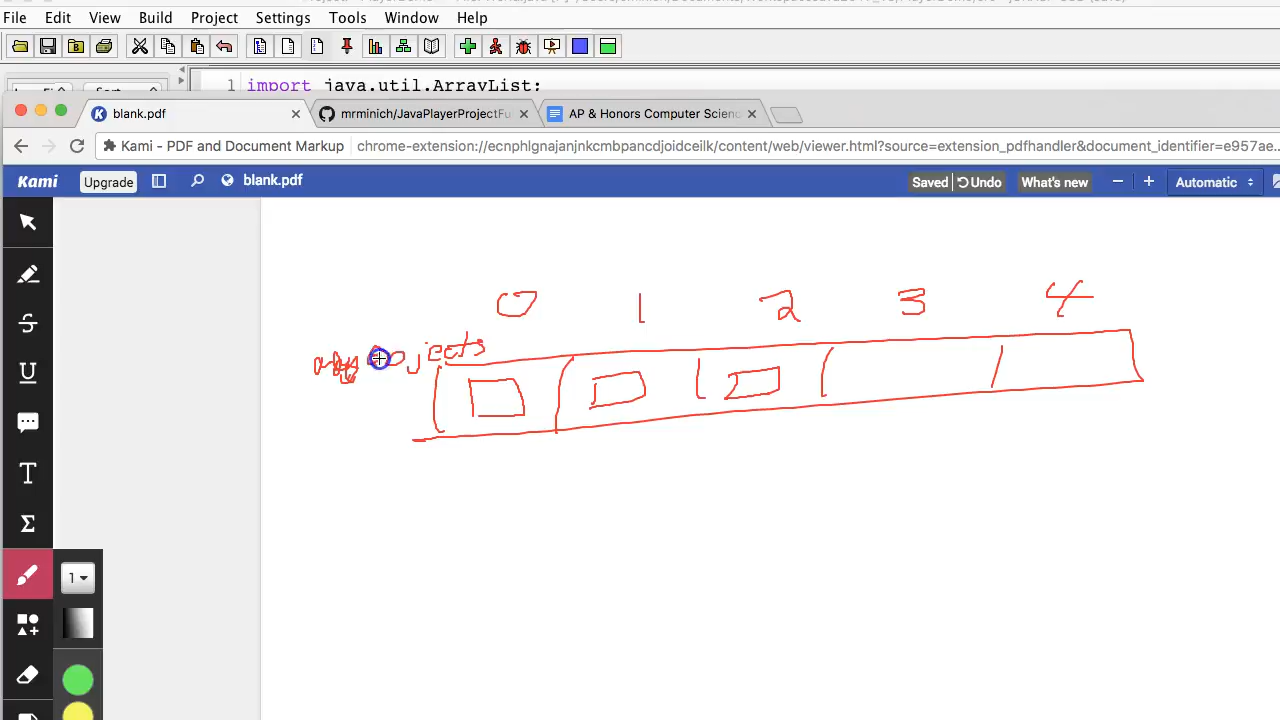 File Edit View Build Project Settings Tools Window Help
1 import java.util.ArrayList;
blank.pdf mrminich/JavaPlayerProjectFu AP & Honors Computer Scienc
Kami - PDF and Document Markup chrome-extension://ecnphlgnajanjnkcmbpancdjoidceilk/content/web/viewer.html?source=extension_pdfhandler&document_identifier=e957ae...
Kami Upgrade blank.pdf Saved Undo What's new Automatic
0 1 2 3 4
T
1